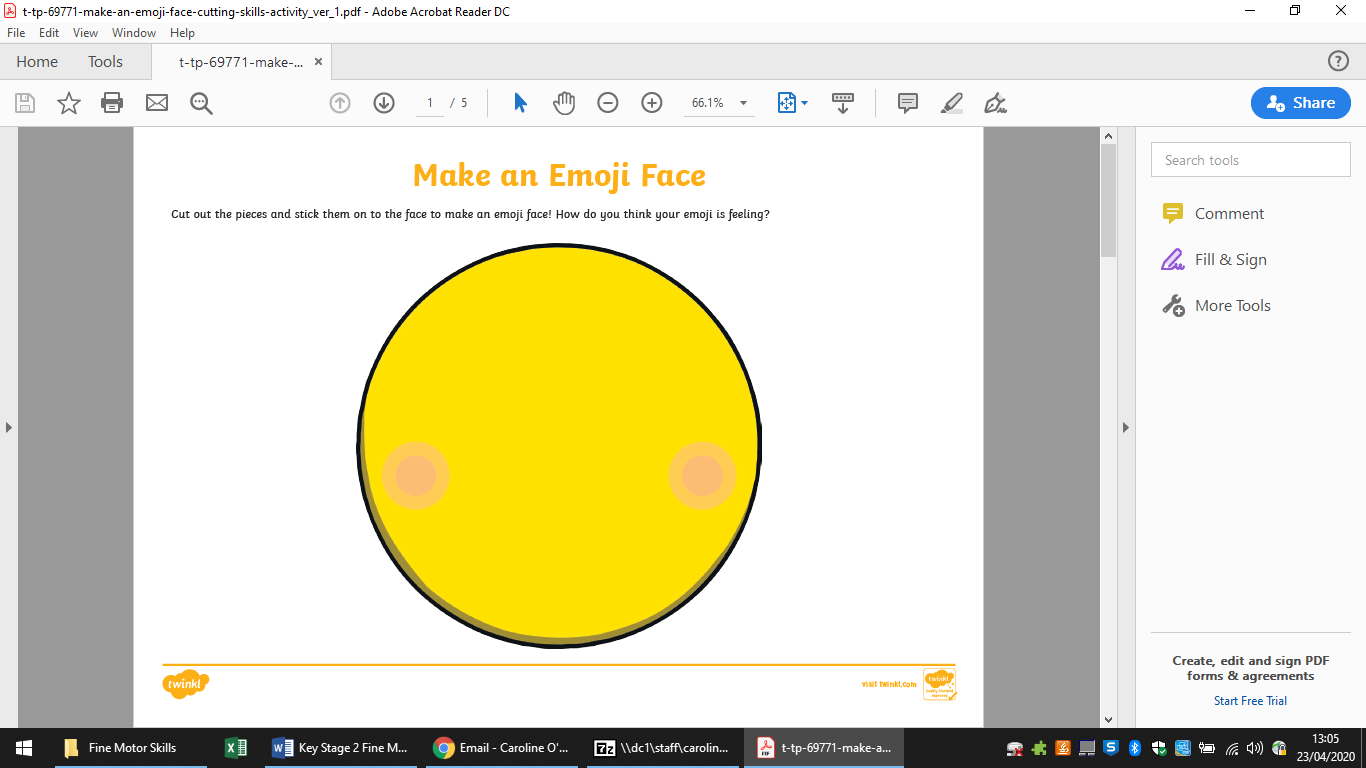 t-tp-69771-make-an-emoji-face-cutting-skills-activity_ver_1.pdf - Adobe Acrobat Reader DC
File Edit View Window Help
Home Tools t-tp-69771-make-... ×
1 / 5 66.1% Share
Make an Emoji Face
Cut out the pieces and stick them on to the face to make an emoji face! How do you think your emoji is feeling?
twinkl visit twinkl.com twinkl
Search tools
Comment
Fill & Sign
More Tools
Create, edit and sign PDF
forms & agreements
Start Free Trial
Fine Motor Skills Key Stage 2 Fine M... Email - Caroline O'... \\dc1\staff\carolin... t-tp-69771-make-a...
13:05
23/04/2020